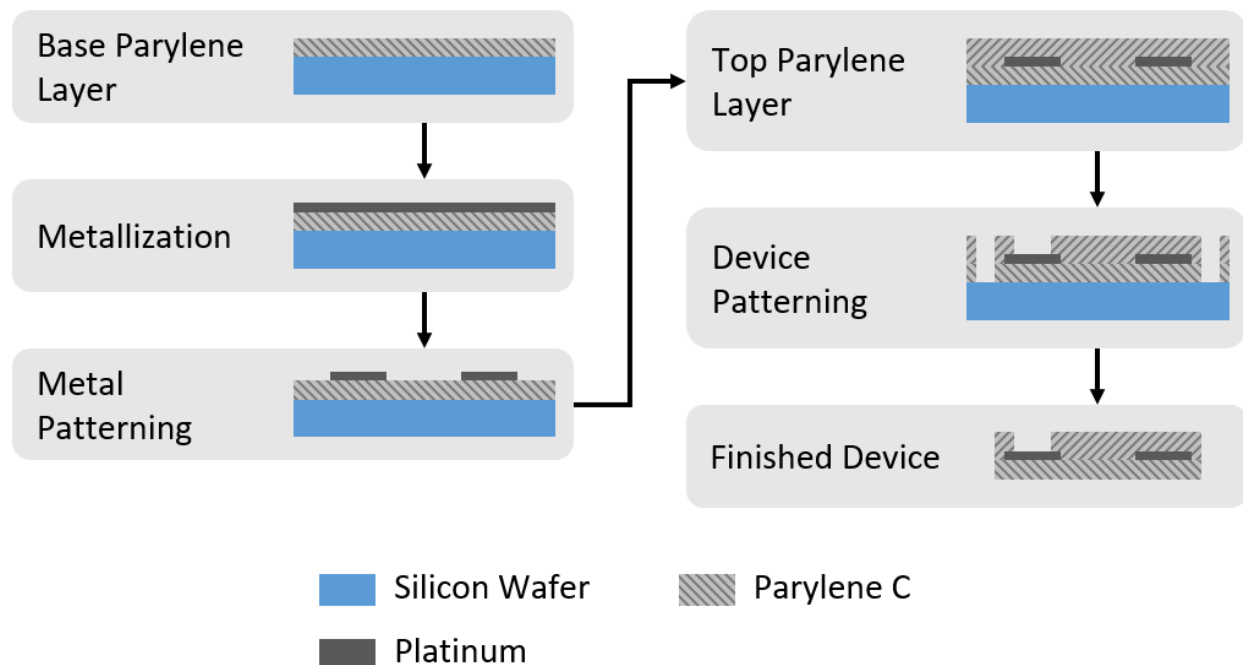 Base Parylene
Layer
Metallization
Metal
Patterning
Top Parylene
Layer
Device
Patterning
Finished Device
Silicon Wafer
Parylene C
Platinum